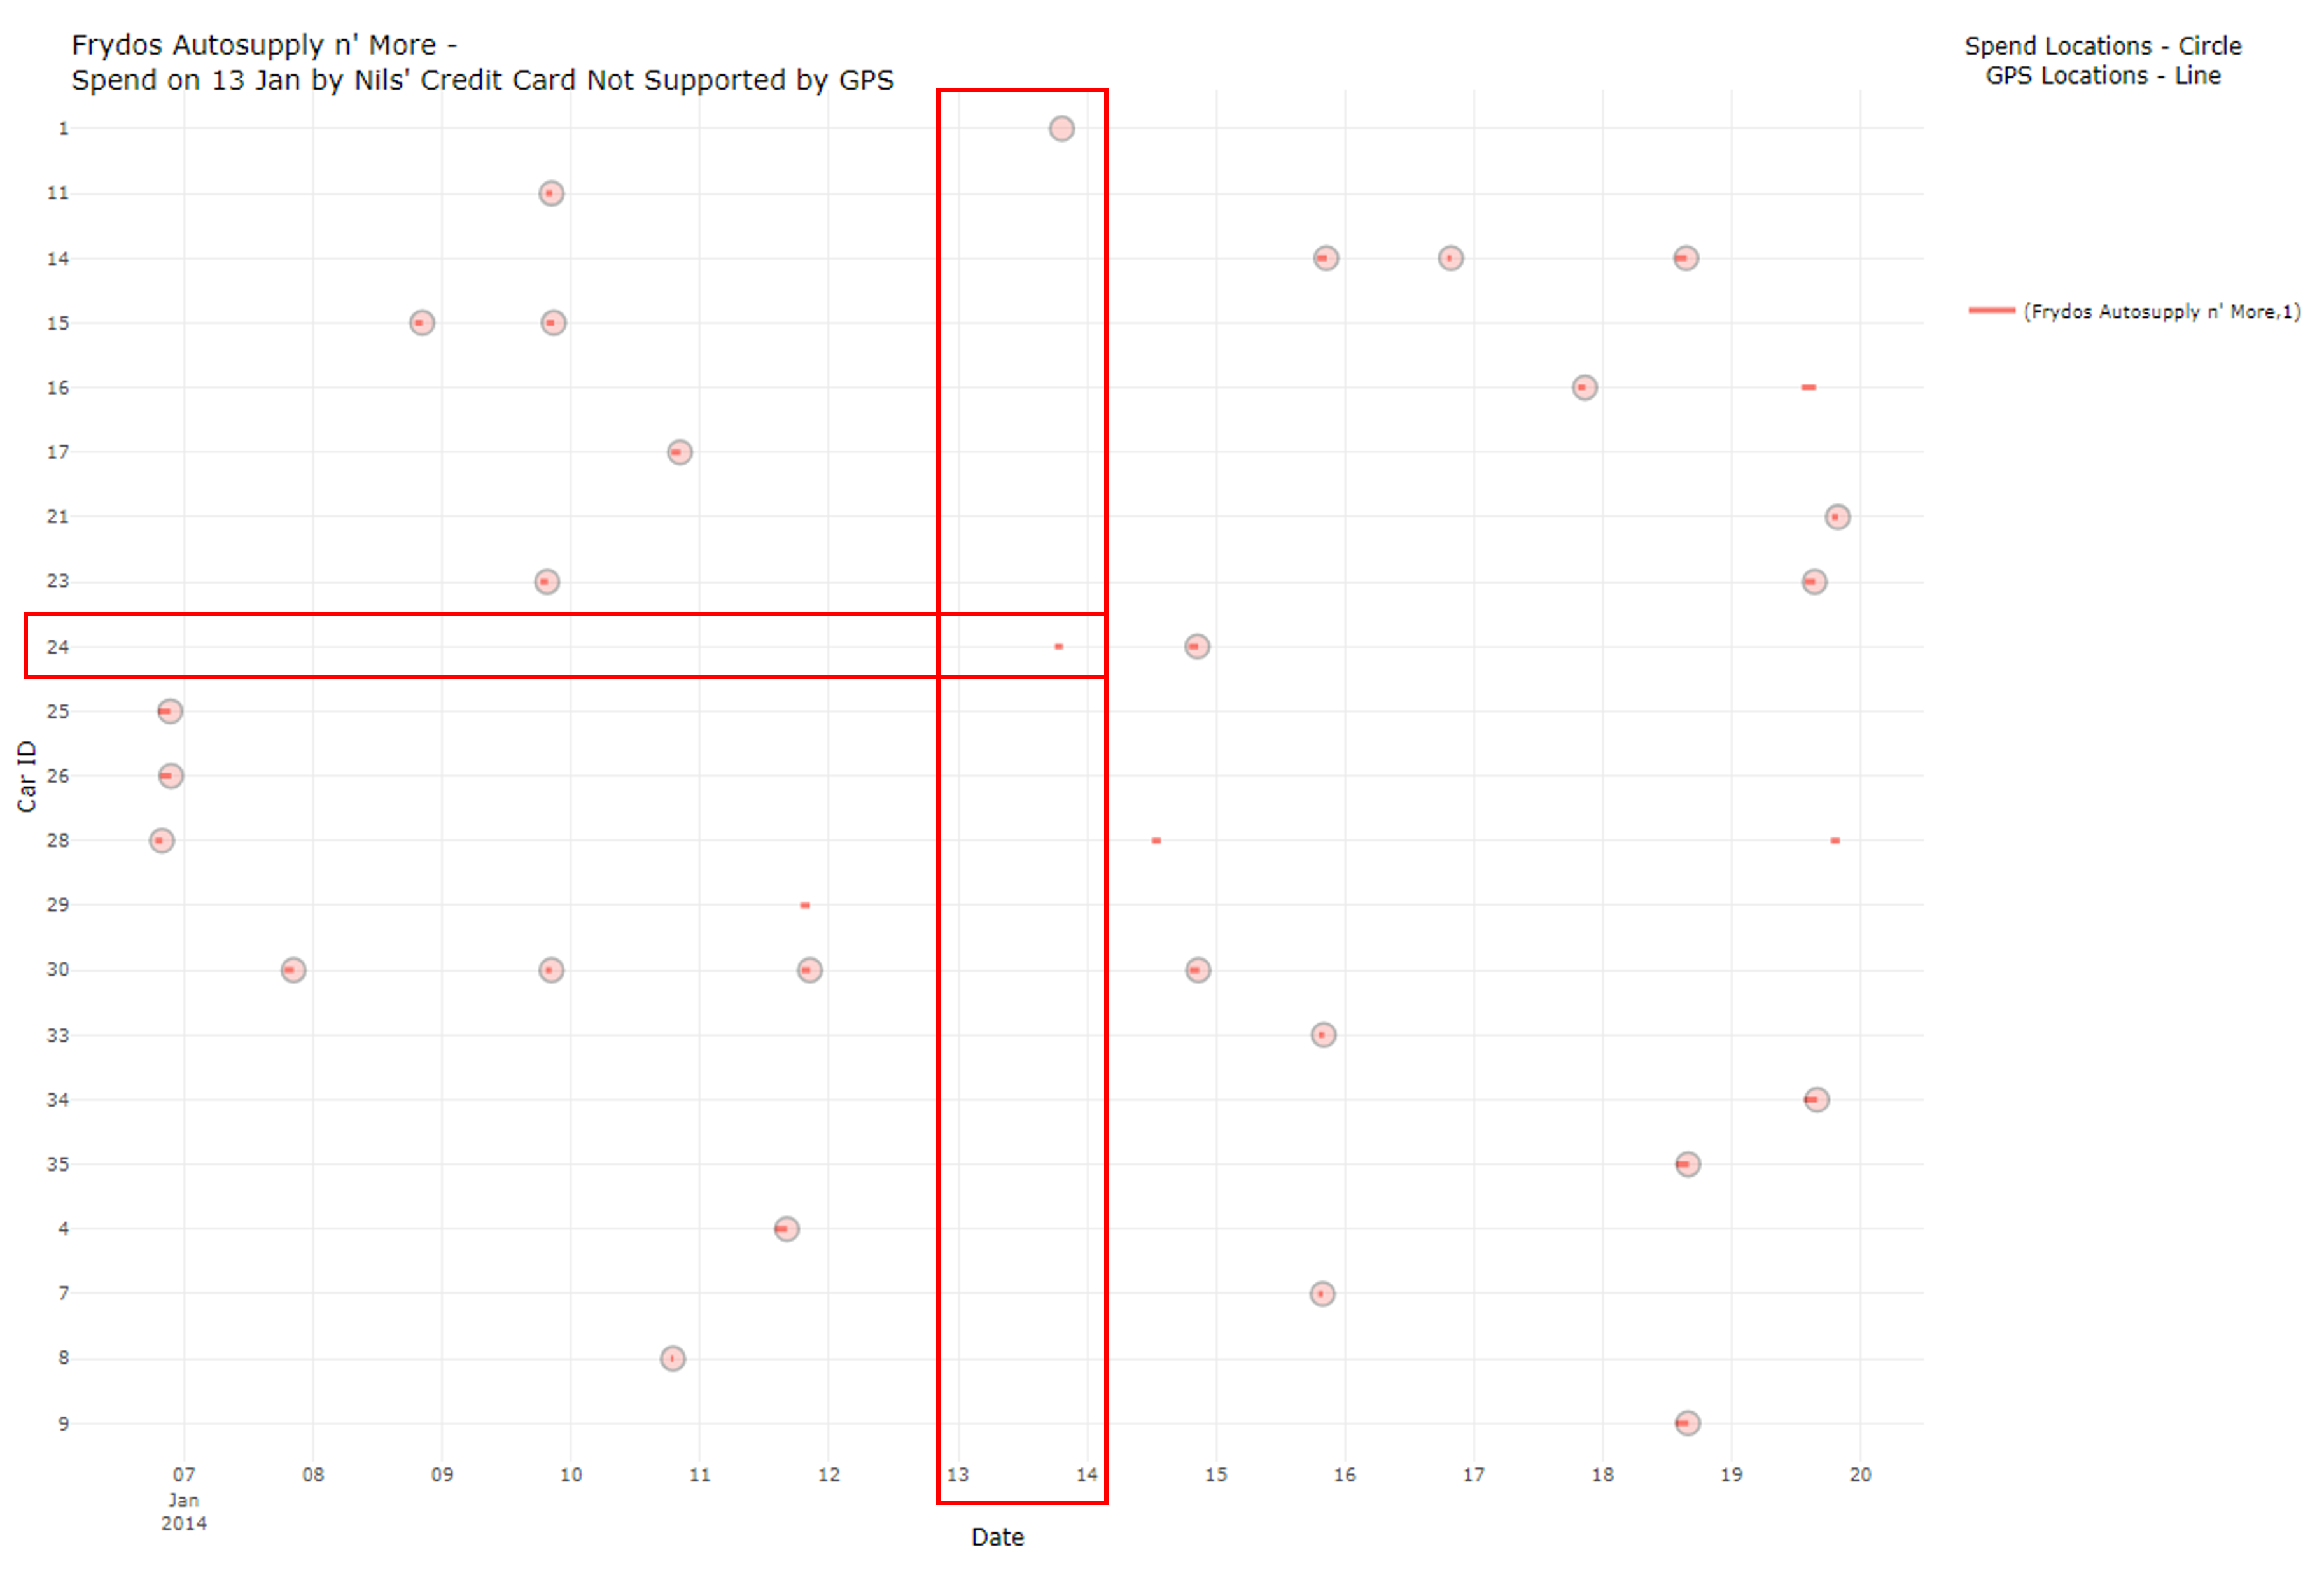 Frydos Autosupply n' More -
Spend on 13 Jan by Nils' Credit Card Not Supported by GPS
Spend Locations - Circle
GPS Locations - Line
(Frydos Autosupply n' More,1)
Car ID
1
11
14
15
16
17
21
23
24
25
26
28
29
30
33
34
35
4
7
8
9
07 08 09 10 11 12 13 14 15 16 17 18 19 20
Jan
2014
Date